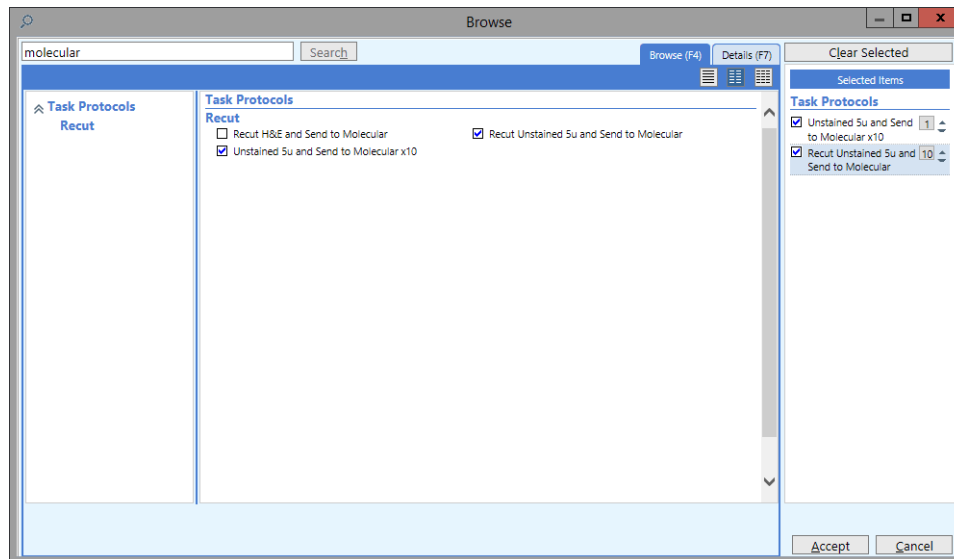 Browse
molecular
Search
Browse (F4)
Details (F7)
Clear Selected
Task Protocols
Recut
Task Protocols
Recut
Recut H&E and Send to Molecular
Recut Unstained 5u and Send to Molecular
Unstained 5u and Send to Molecular x10
Selected Items
Task Protocols
Unstained 5u and Send 1
to Molecular x10
Recut Unstained 5u and 10
Send to Molecular
Accept
Cancel